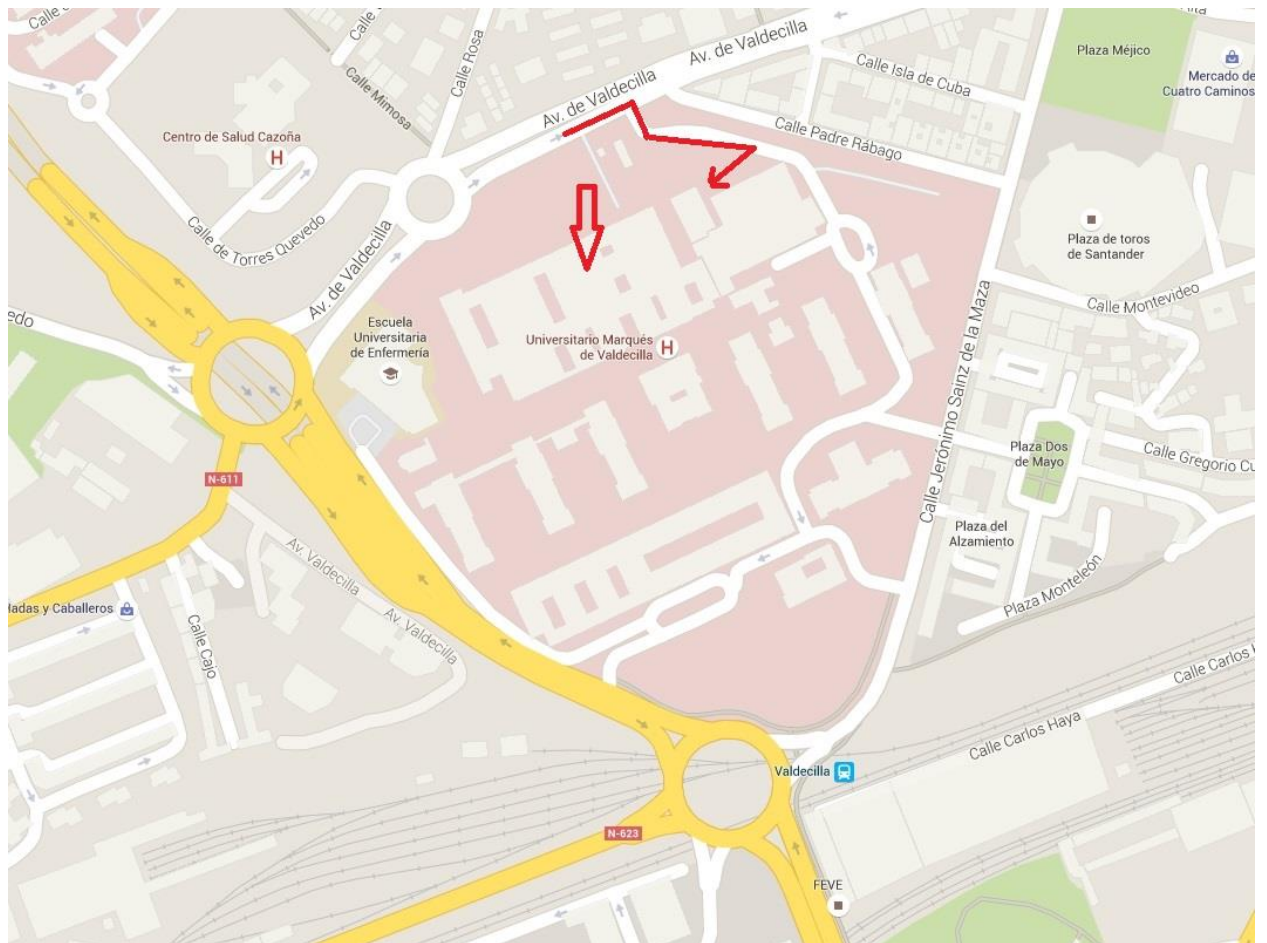 Calle
Calle
Calle Rosa
Calle Mimosa
Av. de Valdecilla
Av. de Valdecilla
Plaza Méjico
Mercado de
Cuatro Caminos
Calle Isla de Cuba
Calle Padre Rábago
Centro de Salud Cazoña
H
Calle de Torres Quevedo
Av. de Valdecilla
Plaza de toros
de Santander
Calle Montevideo
edo
Escuela
Universitaria
de Enfermería
Universitario Marqués
de Valdecilla
H
Calle Jerónimo Sainz de la Maza
Plaza Dos
de Mayo
Calle Gregorio Cu
N-611
Plaza del
Alzamiento
Av. Valdecilla
Av. Valdecilla
Plaza Monteleón
Hadas y Caballeros
Calle Cajo
Calle Carlos H
Calle Carlos Haya
Valdecilla
N-623
FEVE